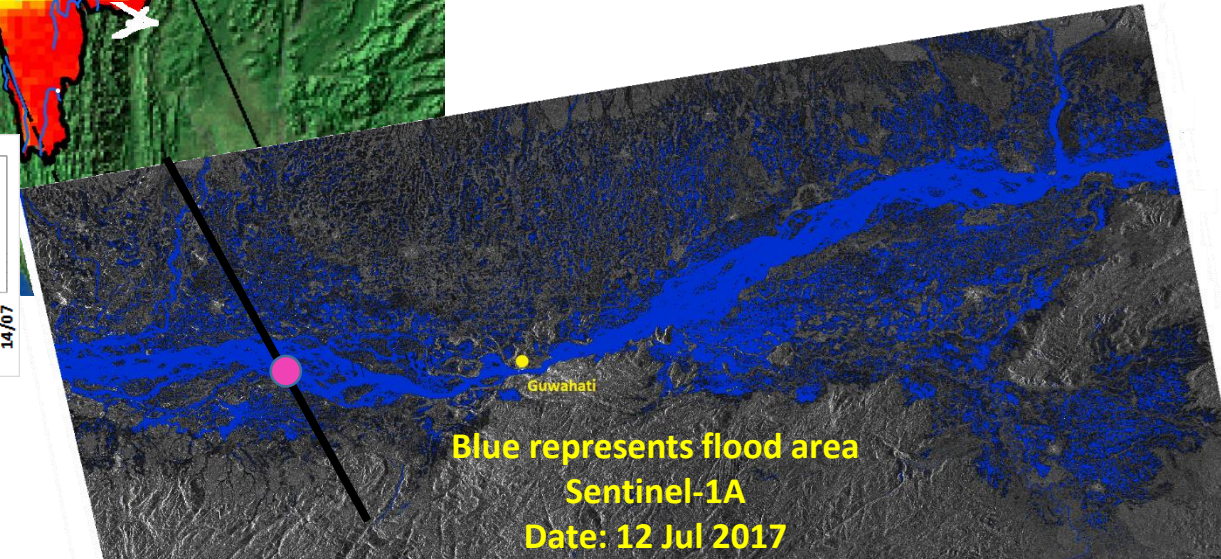 14/07
Guwahati
Blue represents flood area
Sentinel-1A
Date: 12 Jul 2017